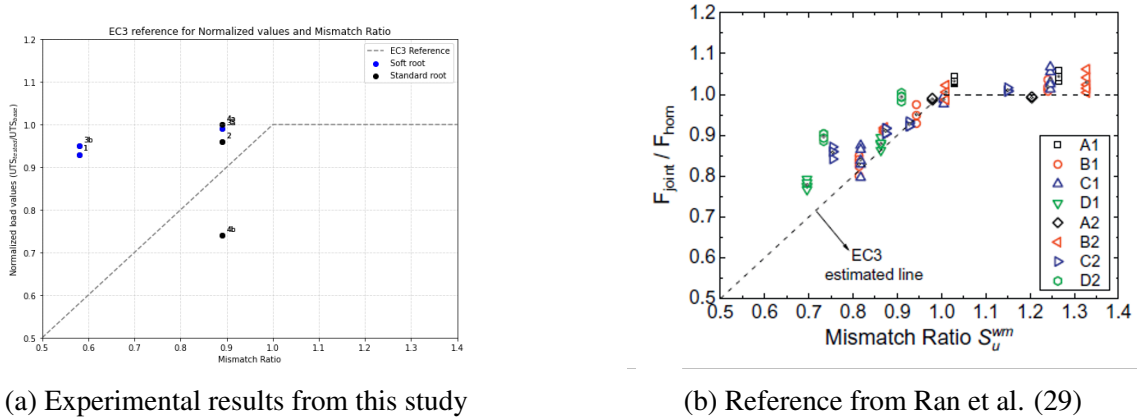 EC3 reference for Normalized values and Mismatch Ratio
EC3 Reference
Soft root
Standard root
Normalized load values (UTS_tested/UTS_base)
1.2
1.1
1.0
0.9
0.8
0.7
0.6
0.5
3b
1
4a
2
4b
0.5 0.6 0.7 0.8 0.9 1.0 1.1 1.2 1.3 1.4
Mismatch Ratio
(a) Experimental results from this study
F_joint / F_hom
1.2
1.1
1.0
0.9
0.8
0.7
0.6
0.5
EC3
estimated line
A1
B1
C1
D1
A2
B2
C2
D2
0.5 0.6 0.7 0.8 0.9 1.0 1.1 1.2 1.3 1.4
Mismatch Ratio S_u^wm
(b) Reference from Ran et al. (29)